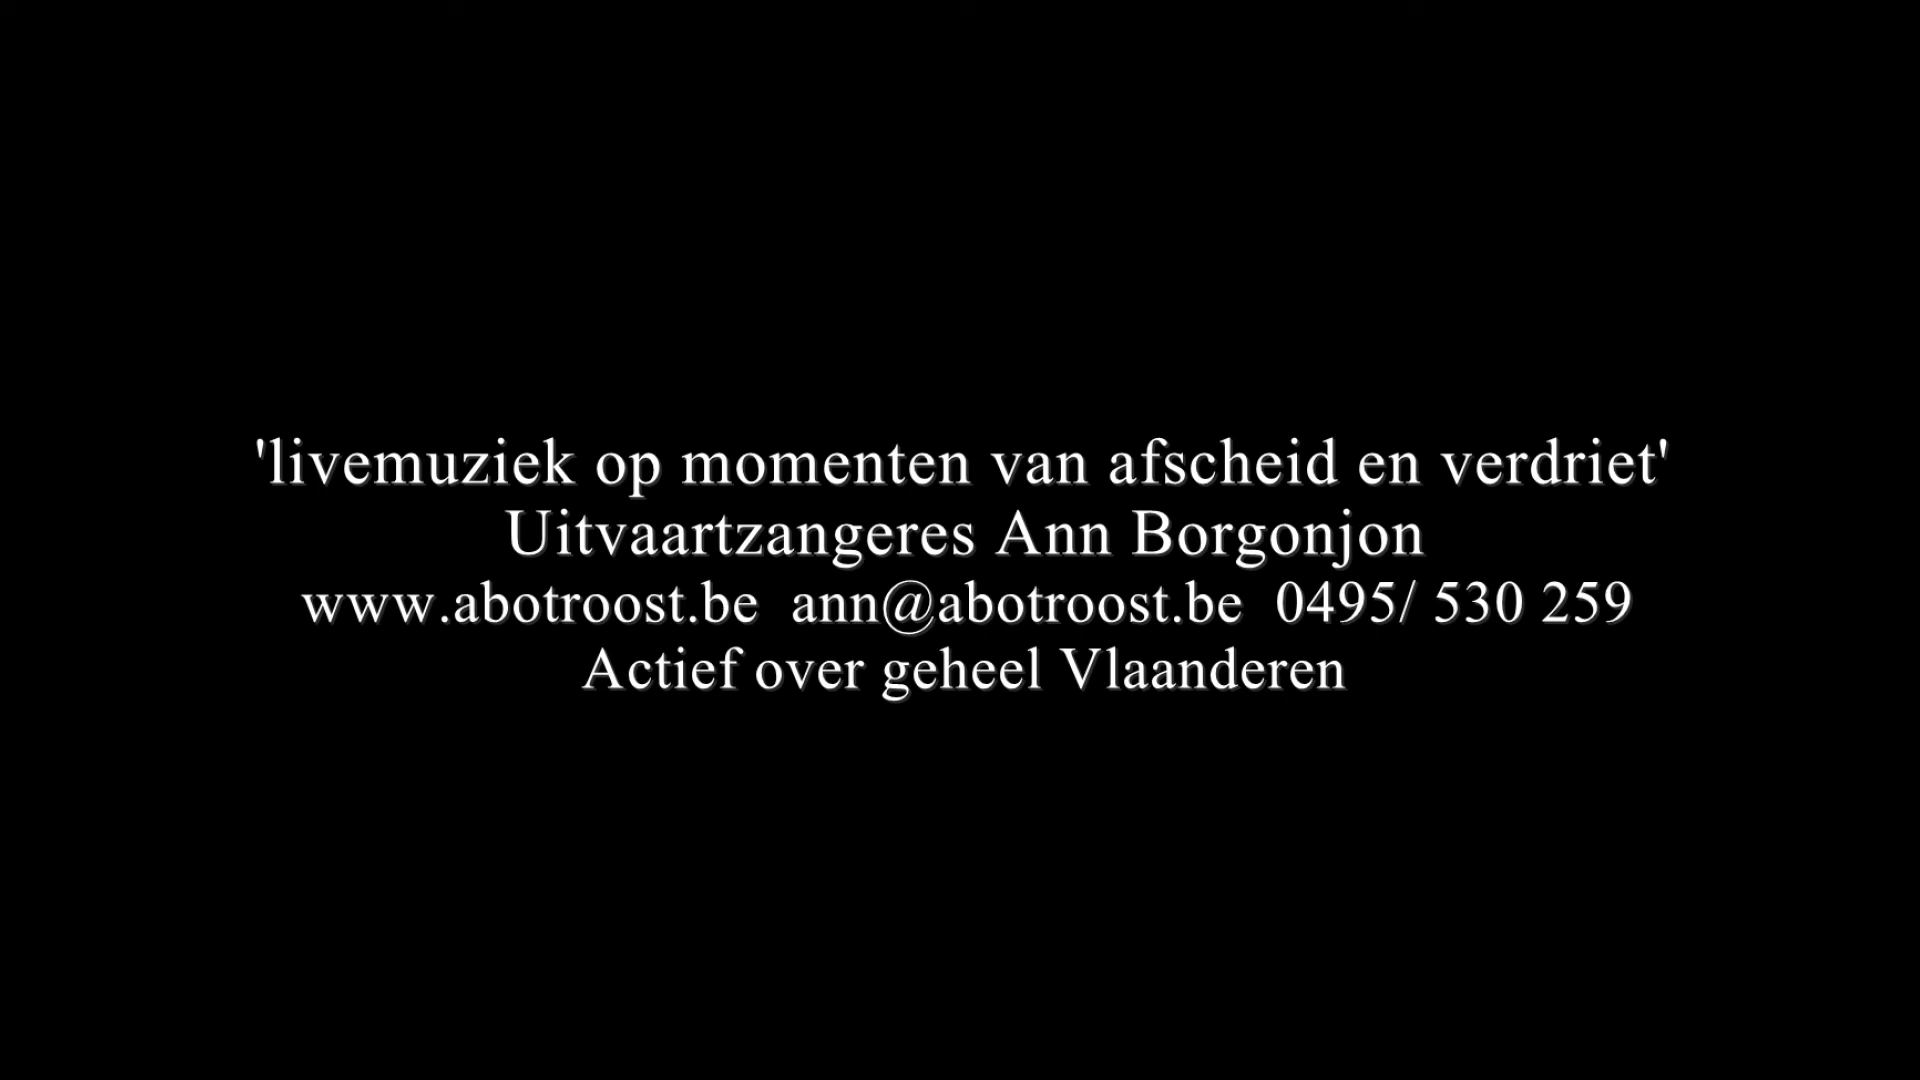 'livemuziek op momenten van afscheid en verdriet'
Uitvaartzangeres Ann Borgonjon
www.abotroost.be  ann@abotroost.be  0495/ 530 259
Actief over geheel Vlaanderen